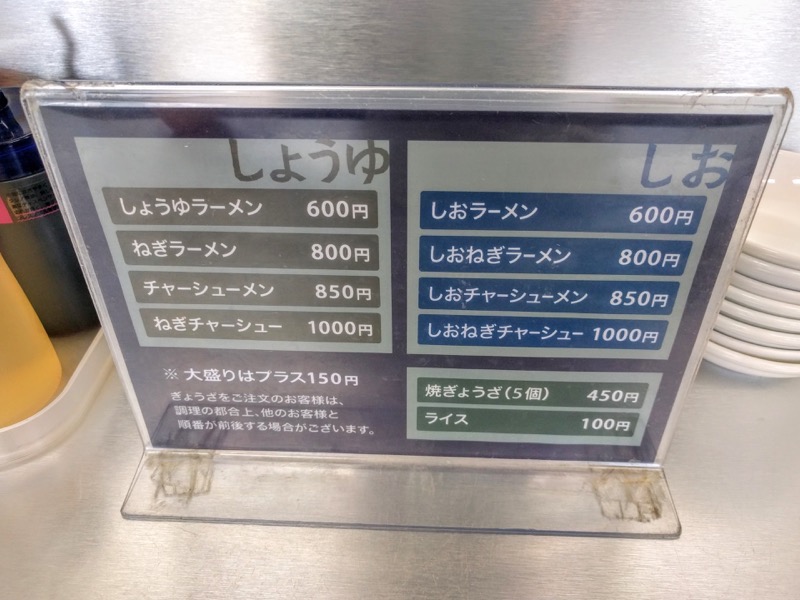 しょうゆ
しょうゆラーメン 600円
ねぎラーメン 800円
チャーシューメン 850円
ねぎチャーシュー 1000円
※ 大盛りはプラス150円
ぎょうざをご注文のお客様は、
調理の都合上、他のお客様と
順番が前後する場合がございます。
しお
しおラーメン 600円
しおねぎラーメン 800円
しおチャーシューメン 850円
しおねぎチャーシュー 1000円
焼ぎょうざ(5個) 450円
ライス 100円